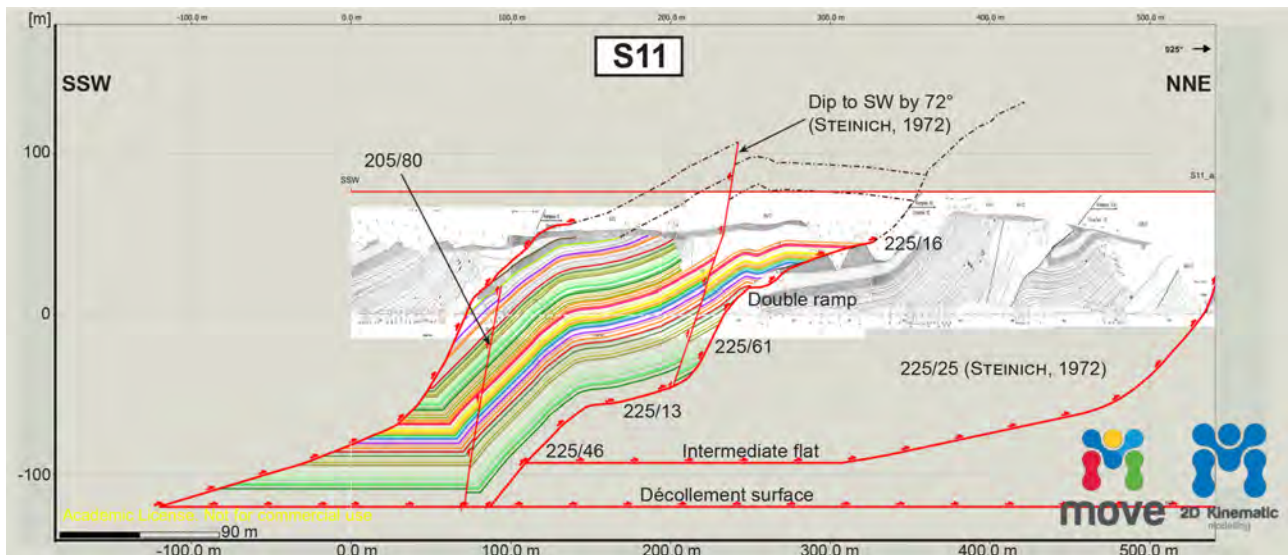 [m]
-100.0 m 0.0 m 100.0 m 200.0 m 300.0 m 400.0 m 500.0 m
S11
S25°
SSW
NNE
Dip to SW by 72°
(STEINICH, 1972)
100
205/80
SSW
S11_a
225/16
0
Double ramp
225/61
225/25 (STEINICH, 1972)
225/13
225/46
Intermediate flat
-100
Décollement surface
Academic License. Not for commercial use
90 m
move
2D Kinematic
modelling
-100.0 m 0.0 m 100.0 m 200.0 m 300.0 m 400.0 m 500.0 m